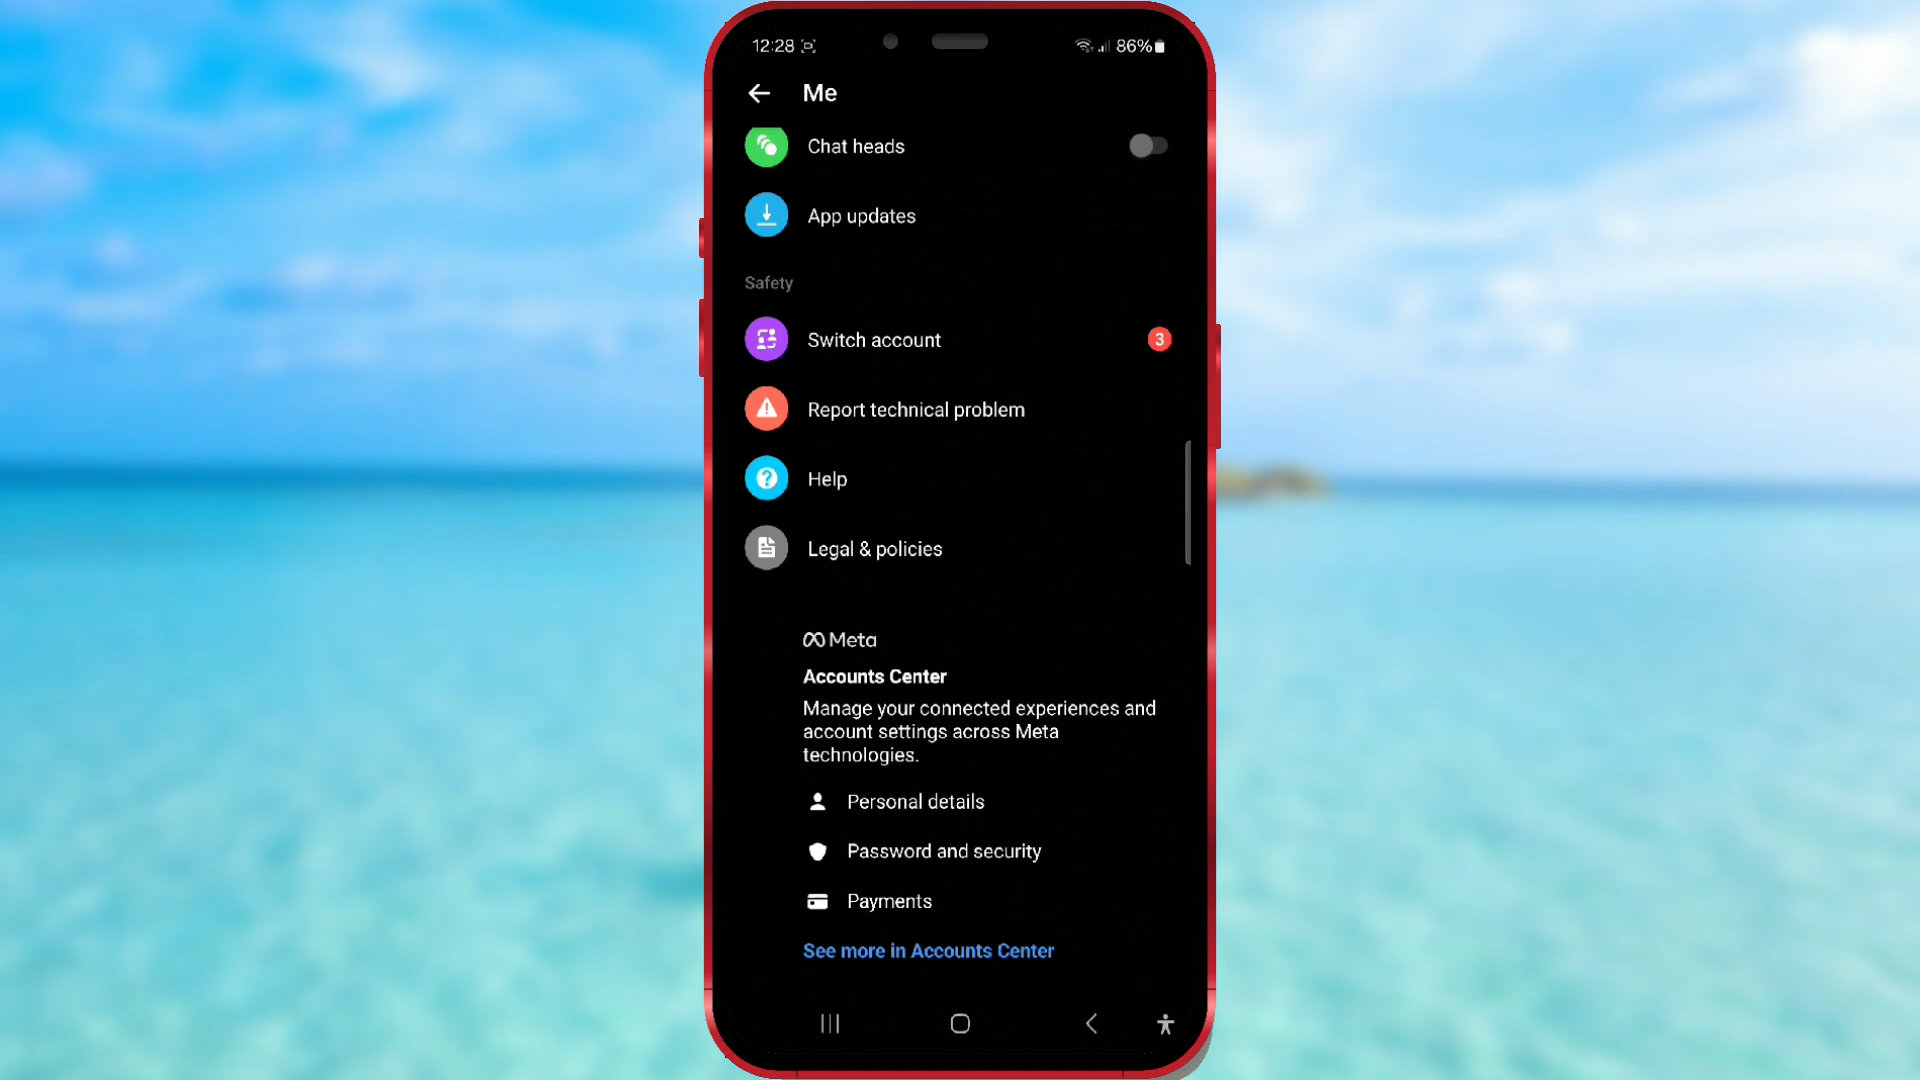 12:28
86%
Me
Chat heads
App updates
Safety
Switch account
3
Report technical problem
Help
Legal & policies
Meta
Accounts Center
Manage your connected experiences and
account settings across Meta
technologies.
Personal details
Password and security
Payments
See more in Accounts Center